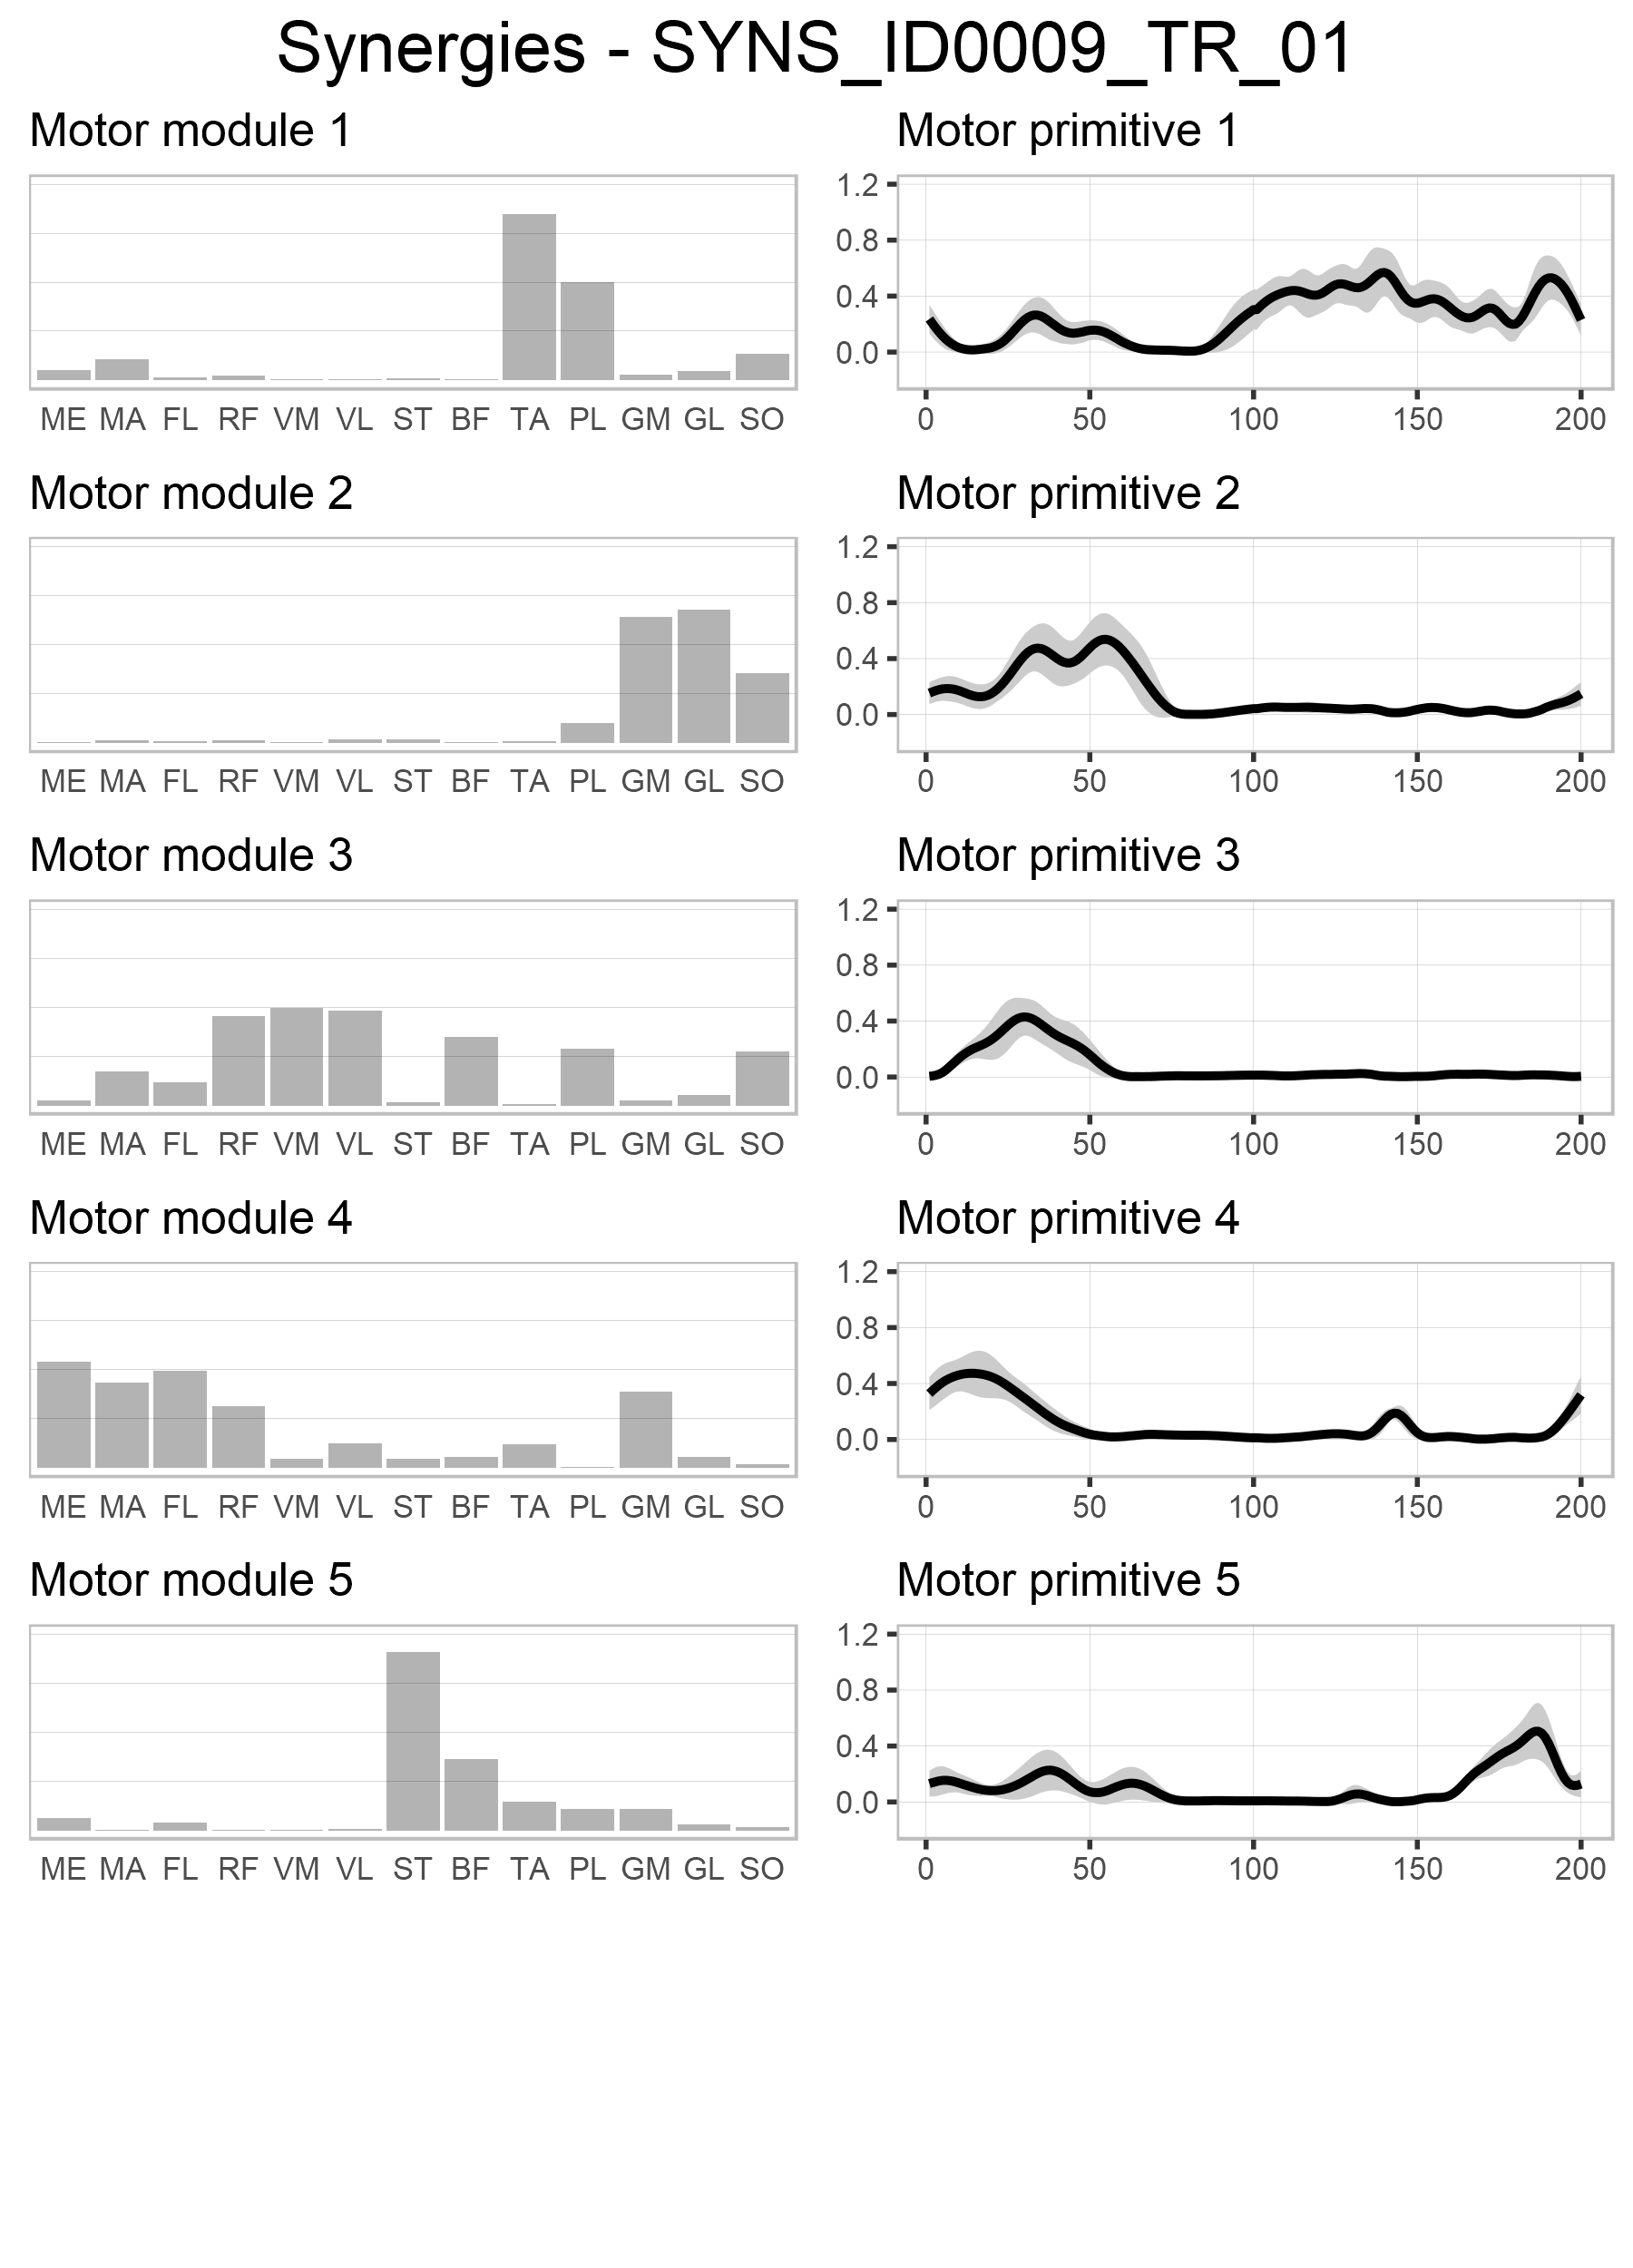 Synergies - SYNS_ID0009_TR_01
Motor module 1
Motor primitive 1
1.2
0.8
0.4
0.0
ME MA FL RF VM VL ST BF TA PL GM GL SO
0 50 100 150 200
Motor module 2
Motor primitive 2
1.2
0.8
0.4
0.0
ME MA FL RF VM VL ST BF TA PL GM GL SO
0 50 100 150 200
Motor module 3
Motor primitive 3
1.2
0.8
0.4
0.0
ME MA FL RF VM VL ST BF TA PL GM GL SO
0 50 100 150 200
Motor module 4
Motor primitive 4
1.2
0.8
0.4
0.0
ME MA FL RF VM VL ST BF TA PL GM GL SO
0 50 100 150 200
Motor module 5
Motor primitive 5
1.2
0.8
0.4
0.0
ME MA FL RF VM VL ST BF TA PL GM GL SO
0 50 100 150 200